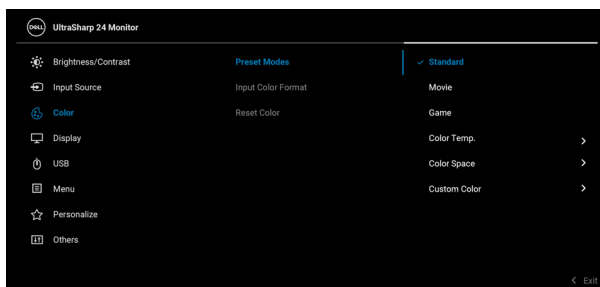 DELL UltraSharp 24 Monitor
Brightness/Contrast Preset Modes Standard
Input Source Input Color Format Movie
Color Reset Color Game
Display Color Temp.
USB Color Space
Menu Custom Color
Personalize
Others
Exit